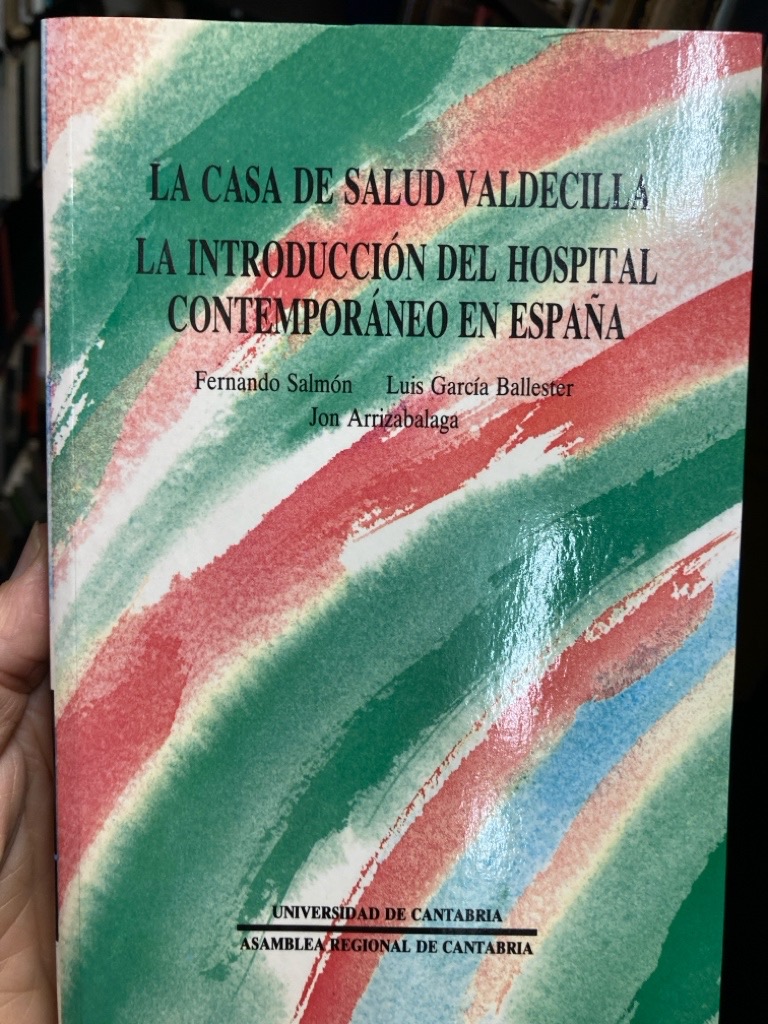 LA CASA DE SALUD VALDECILLA
LA INTRODUCCIÓN DEL HOSPITAL
CONTEMPORÁNEO EN ESPAÑA
Fernando Salmón Luis García Ballester
Jon Arrizabalaga
UNIVERSIDAD DE CANTABRIA
ASAMBLEA REGIONAL DE CANTABRIA